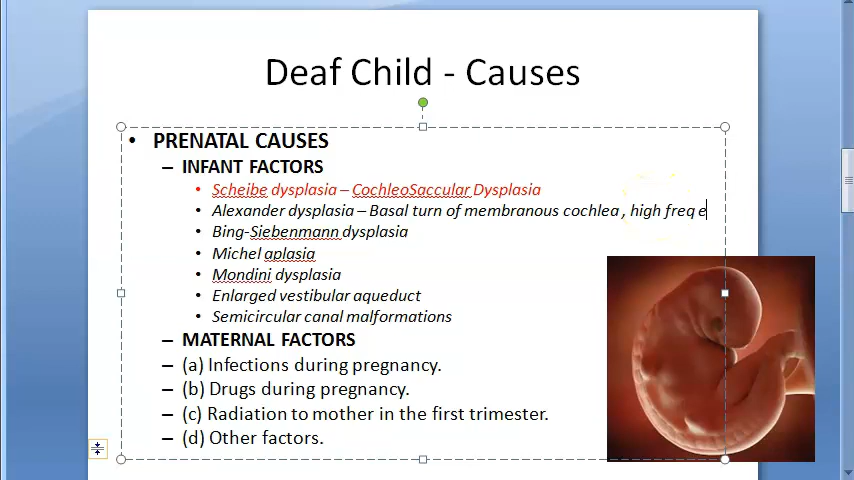 Deaf Child - Causes
• PRENATAL CAUSES
– INFANT FACTORS
• Scheibe dysplasia – CochleoSaccular Dysplasia
• Alexander dysplasia – Basal turn of membranous cochlea , high freq e
• Bing-Siebenmann dysplasia
• Michel aplasia
• Mondini dysplasia
• Enlarged vestibular aqueduct
• Semicircular canal malformations
– MATERNAL FACTORS
– (a) Infections during pregnancy.
– (b) Drugs during pregnancy.
– (c) Radiation to mother in the first trimester.
– (d) Other factors.